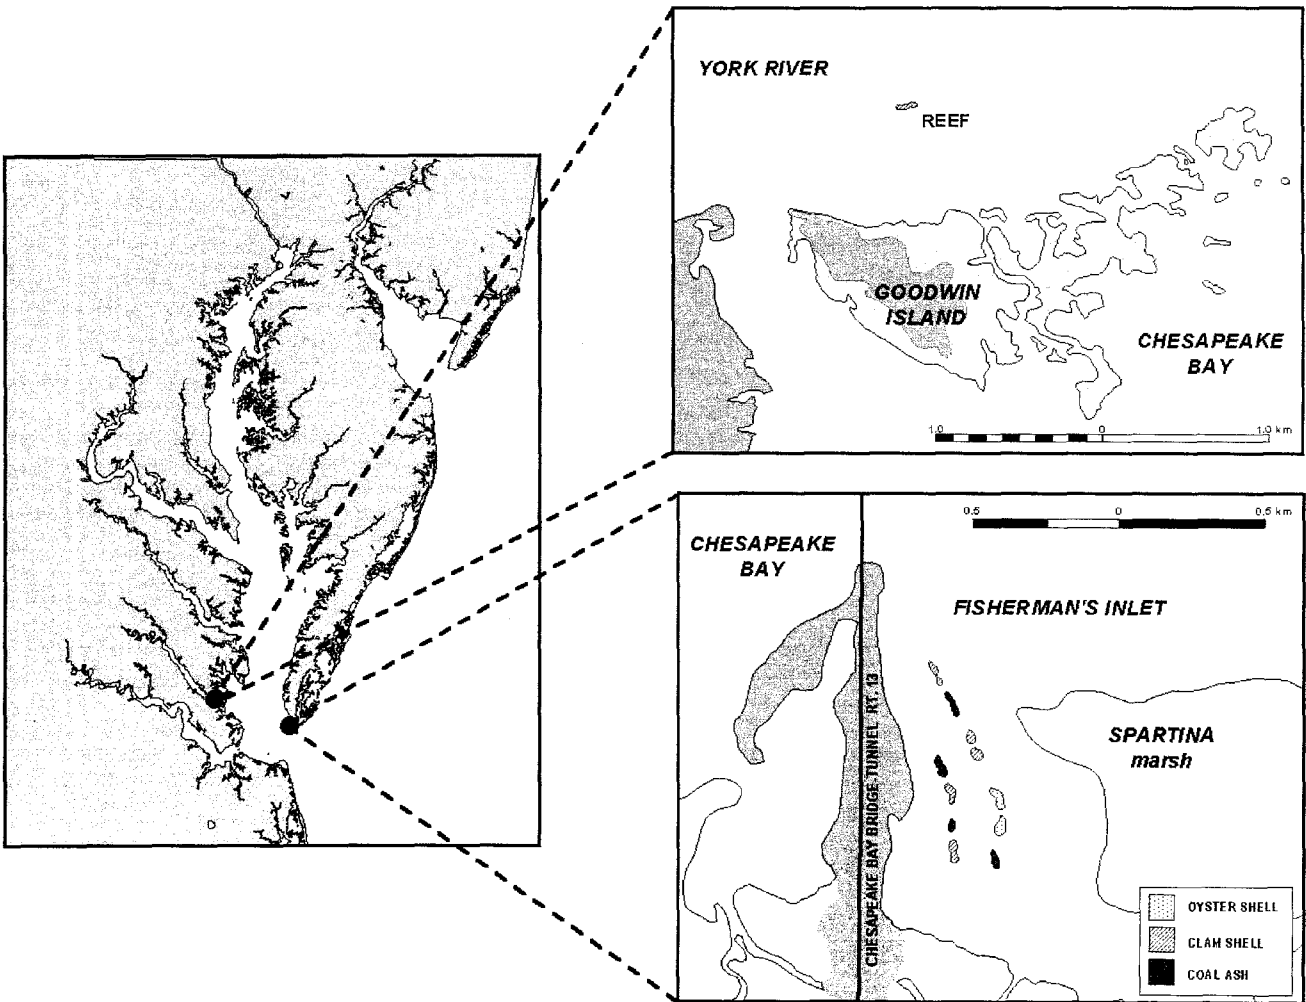 YORK RIVER
REEF
GOODWIN
ISLAND
CHESAPEAKE
BAY
1.0 0 1.0 km
CHESAPEAKE
BAY
0.5 0 0.5 km
FISHERMAN'S INLET
CHESAPEAKE BAY BRIDGE-TUNNEL RT. 13
SPARTINA
marsh
OYSTER SHELL
CLAM SHELL
COAL ASH